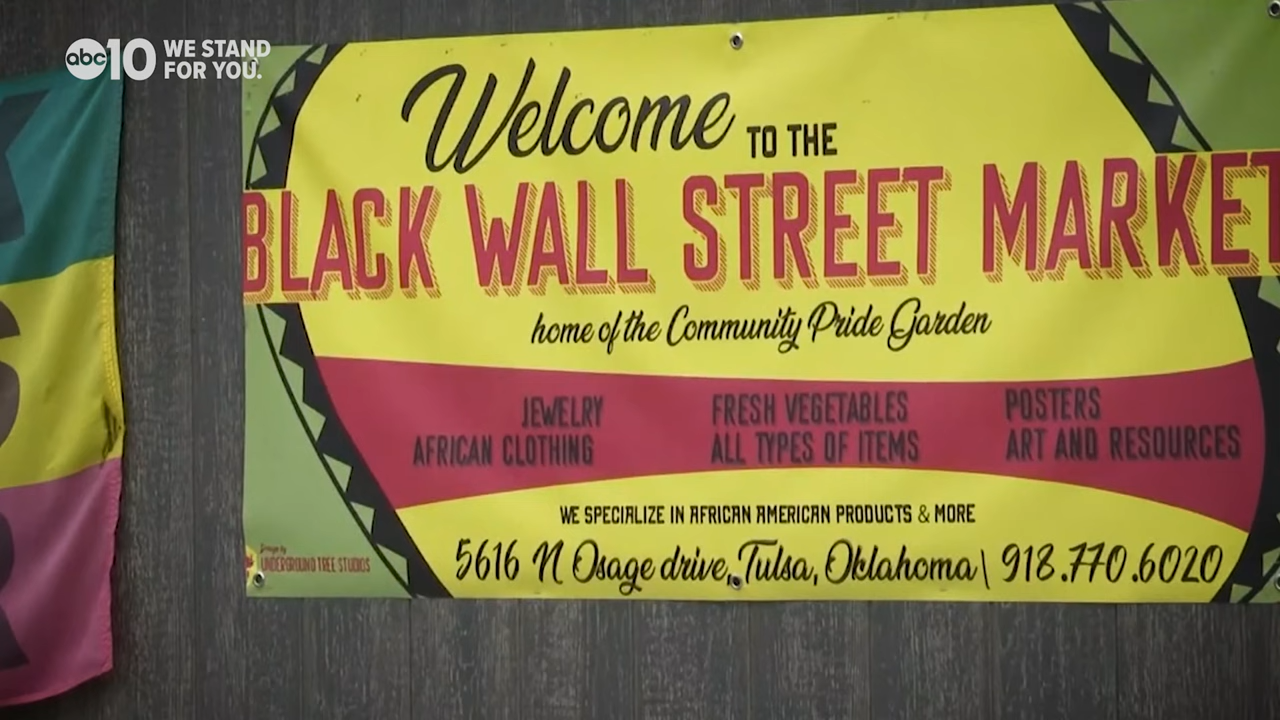 abc10 WE STAND
FOR YOU.
Welcome TO THE
BLACK WALL STREET MARKET
home of the Community Pride Garden
JEWELRY
AFRICAN CLOTHING
FRESH VEGETABLES
ALL TYPES OF ITEMS
POSTERS
ART AND RESOURCES
WE SPECIALIZE IN AFRICAN AMERICAN PRODUCTS & MORE
5616 N Osage drive, Tulsa, Oklahoma\ 918.770.6020
Design by
UNDERGROUND TREE STUDIOS
K
S
R